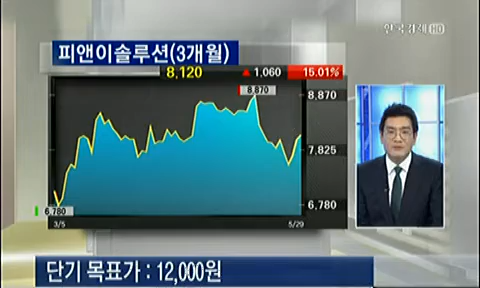 한국경제 HD
피앤이솔루션(3개월)
8,120 ▲ 1,060 15.01%
8,870 8,870
7,825
6,780 6,780
3/5 5/29
단기 목표가 : 12,000원